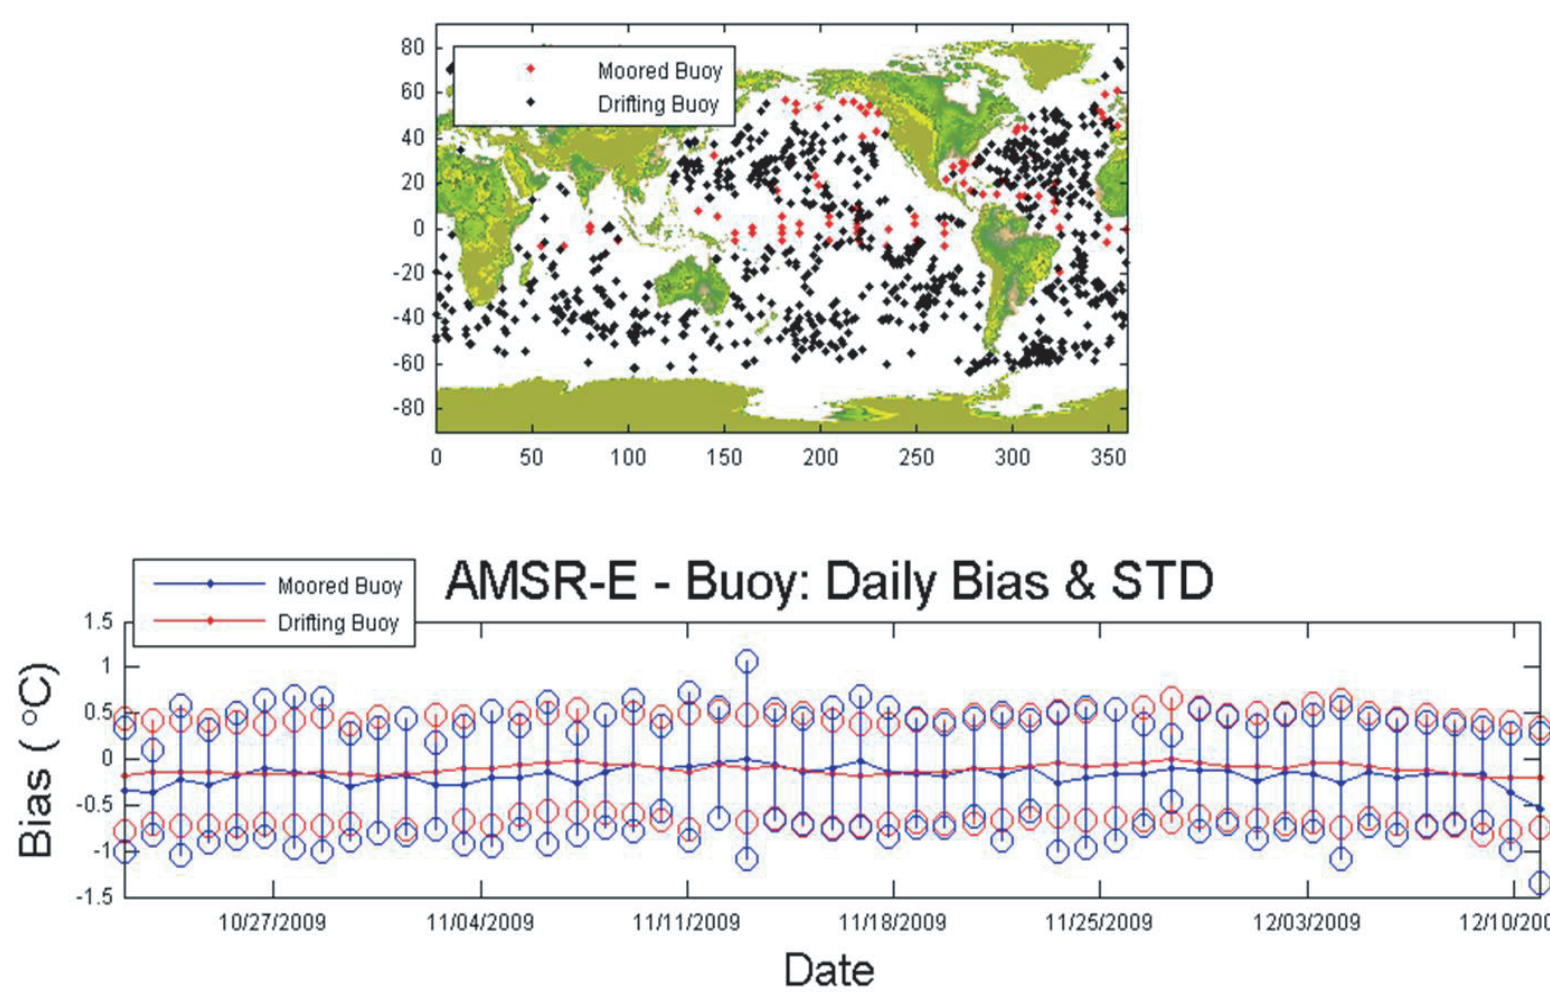 80
60
40
20
0
-20
-40
-60
-80
Moored Buoy
Drifting Buoy
0 50 100 150 200 250 300 350
Moored Buoy
Drifting Buoy
AMSR-E - Buoy: Daily Bias & STD
Bias ( °C)
1.5
1
0.5
0
-0.5
-1
-1.5
10/27/2009 11/04/2009 11/11/2009 11/18/2009 11/25/2009 12/03/2009 12/10/200
Date